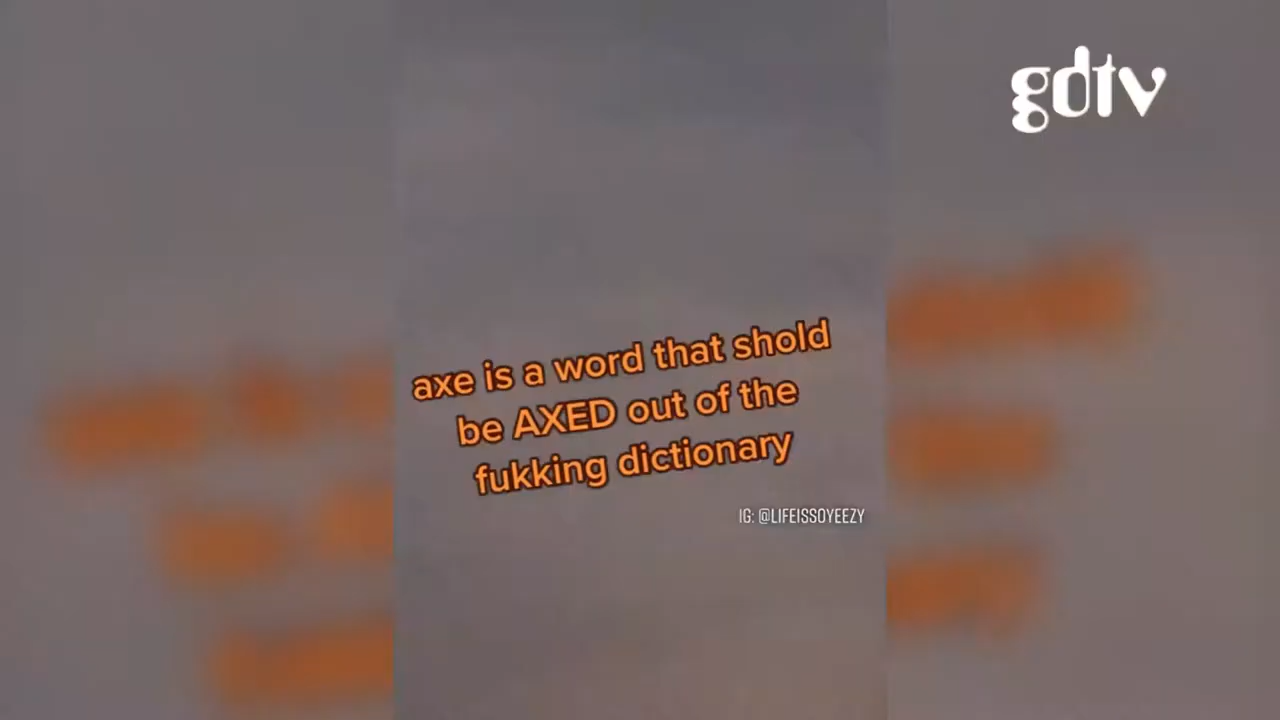 gdtv
axe is a word that shold
be AXED out of the
fukking dictionary
IG: @LIFEISSOYEEZY